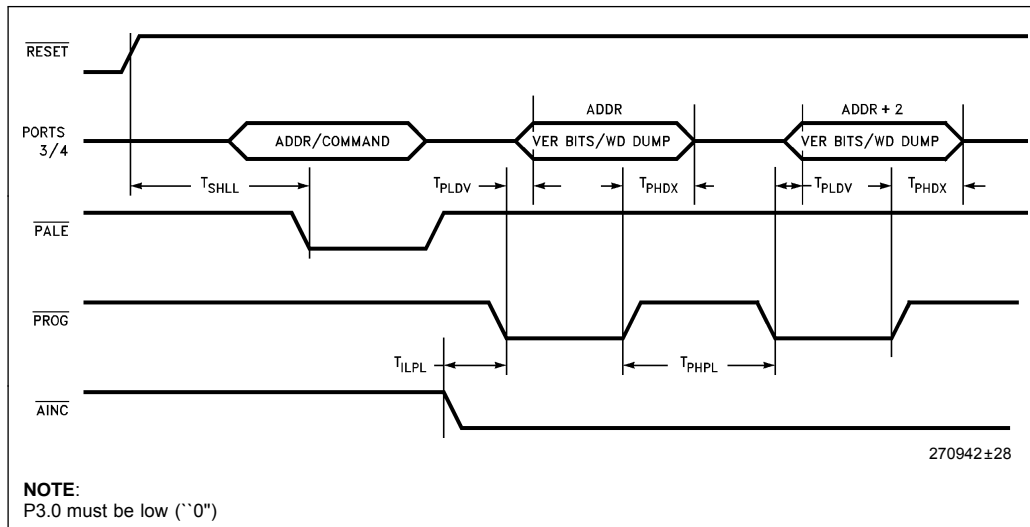 RESET
ADDR
ADDR + 2
PORTS
3/4
ADDR/COMMAND
VER BITS/WD DUMP
VER BITS/WD DUMP
TSHLL
TPLDV
TPHDX
TPLDV
TPHDX
PALE
PROG
TILPL
TPHPL
AINC
270942±28
NOTE:
P3.0 must be low (``0")